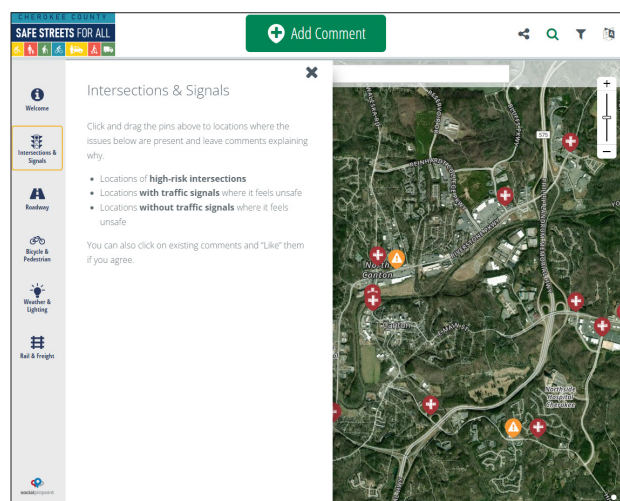 CHEROKEE COUNTY
SAFE STREETS FOR ALL
Add Comment
Welcome
Intersections &
Signals
Roadway
Bicycle &
Pedestrian
Weather &
Lighting
Rail & Freight
socialpinpoint
Intersections & Signals
Click and drag the pins above to locations where the
issues below are present and leave comments explaining
why.
• Locations of high-risk intersections
• Locations with traffic signals where it feels unsafe
• Locations without traffic signals where it feels
unsafe
You can also click on existing comments and “Like” them
if you agree.
575
North
Canton
Canton
Northside
Hospital
Cherokee
+
−